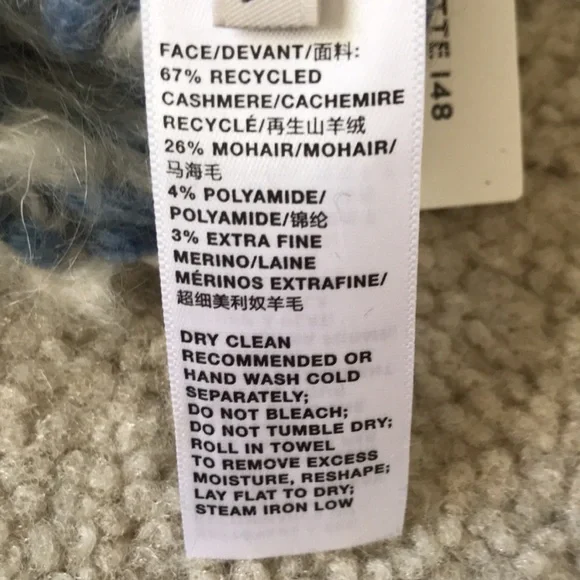 FACE/DEVANT/面料:
67% RECYCLED
CASHMERE/CACHEMIRE
RECYCLÉ/再生山羊绒
26% MOHAIR/MOHAIR/
马海毛
4% POLYAMIDE/
POLYAMIDE/锦纶
3% EXTRA FINE
MERINO/LAINE
MÉRINOS EXTRAFINE/
超细美利奴羊毛
DRY CLEAN
RECOMMENDED OR
HAND WASH COLD
SEPARATELY;
DO NOT BLEACH;
DO NOT TUMBLE DRY;
ROLL IN TOWEL
TO REMOVE EXCESS
MOISTURE, RESHAPE;
LAY FLAT TO DRY;
STEAM IRON LOW
148